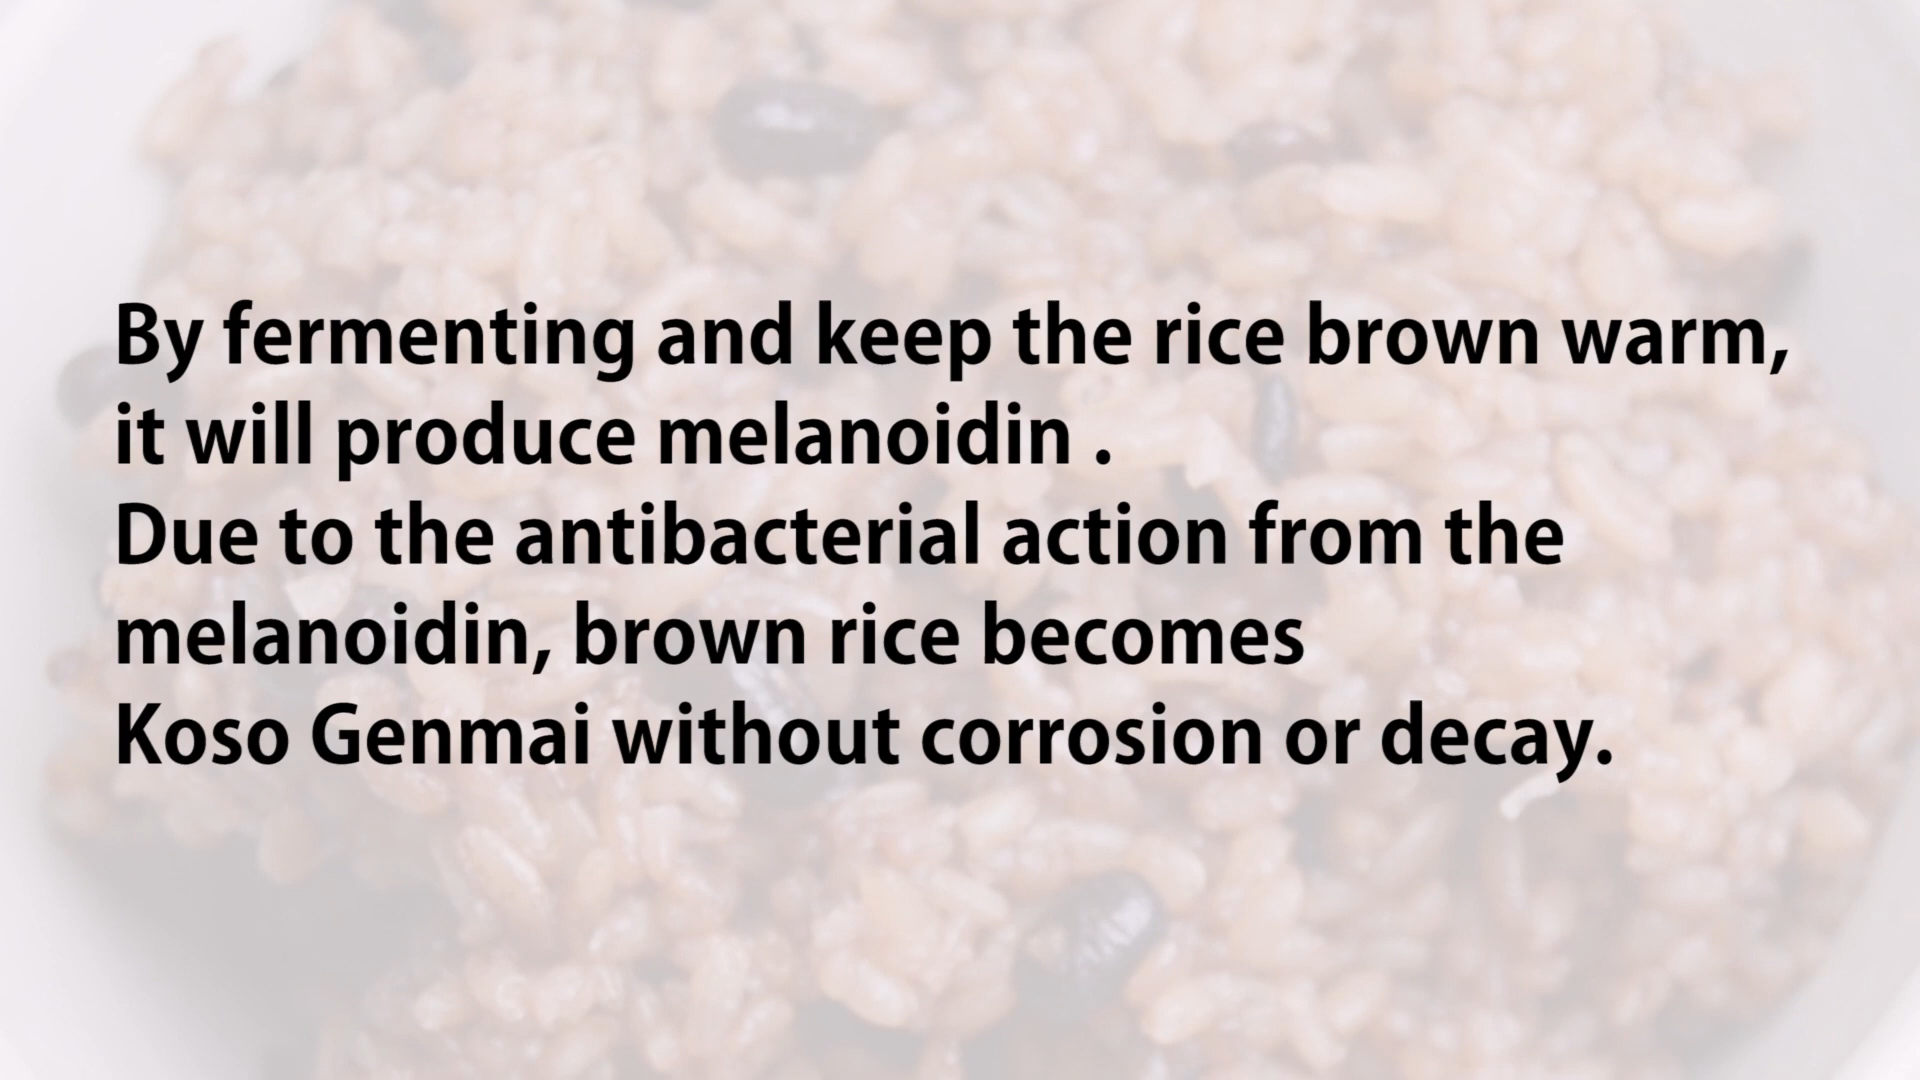 By fermenting and keep the rice brown warm,
it will produce melanoidin .
Due to the antibacterial action from the
melanoidin, brown rice becomes
Koso Genmai without corrosion or decay.